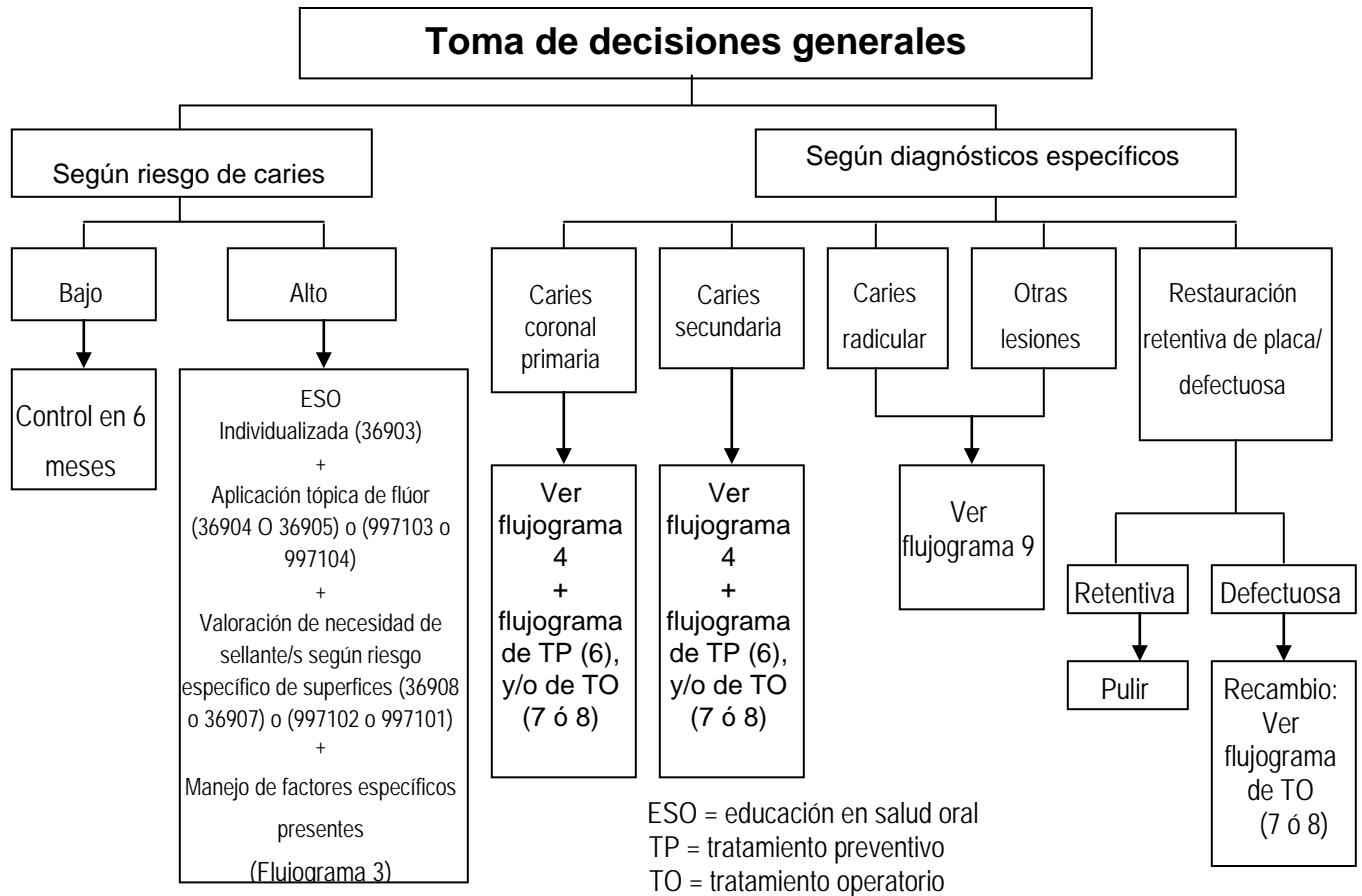 Toma de decisiones generales
Según riesgo de caries
Bajo
Control en 6
meses
Alto
ESO
Individualizada (36903)
+
Aplicación tópica de flúor
(36904 O 36905) o (997103 o
997104)
+
Valoración de necesidad de
sellante/s según riesgo
específico de superfices (36908
o 36907) o (997102 o 997101)
+
Manejo de factores específicos
presentes
(Flujograma 3)
Según diagnósticos específicos
Caries
coronal
primaria
Ver
flujograma
4
+
flujograma
de TP (6),
y/o de TO
(7 ó 8)
Caries
secundaria
Ver
flujograma
4
+
flujograma
de TP (6),
y/o de TO
(7 ó 8)
Caries
radicular
Otras
lesiones
Ver
flujograma 9
Restauración
retentiva de placa/
defectuosa
Retentiva
Pulir
Defectuosa
Recambio:
Ver
flujograma
de TO
(7 ó 8)
ESO = educación en salud oral
TP = tratamiento preventivo
TO = tratamiento operatorio